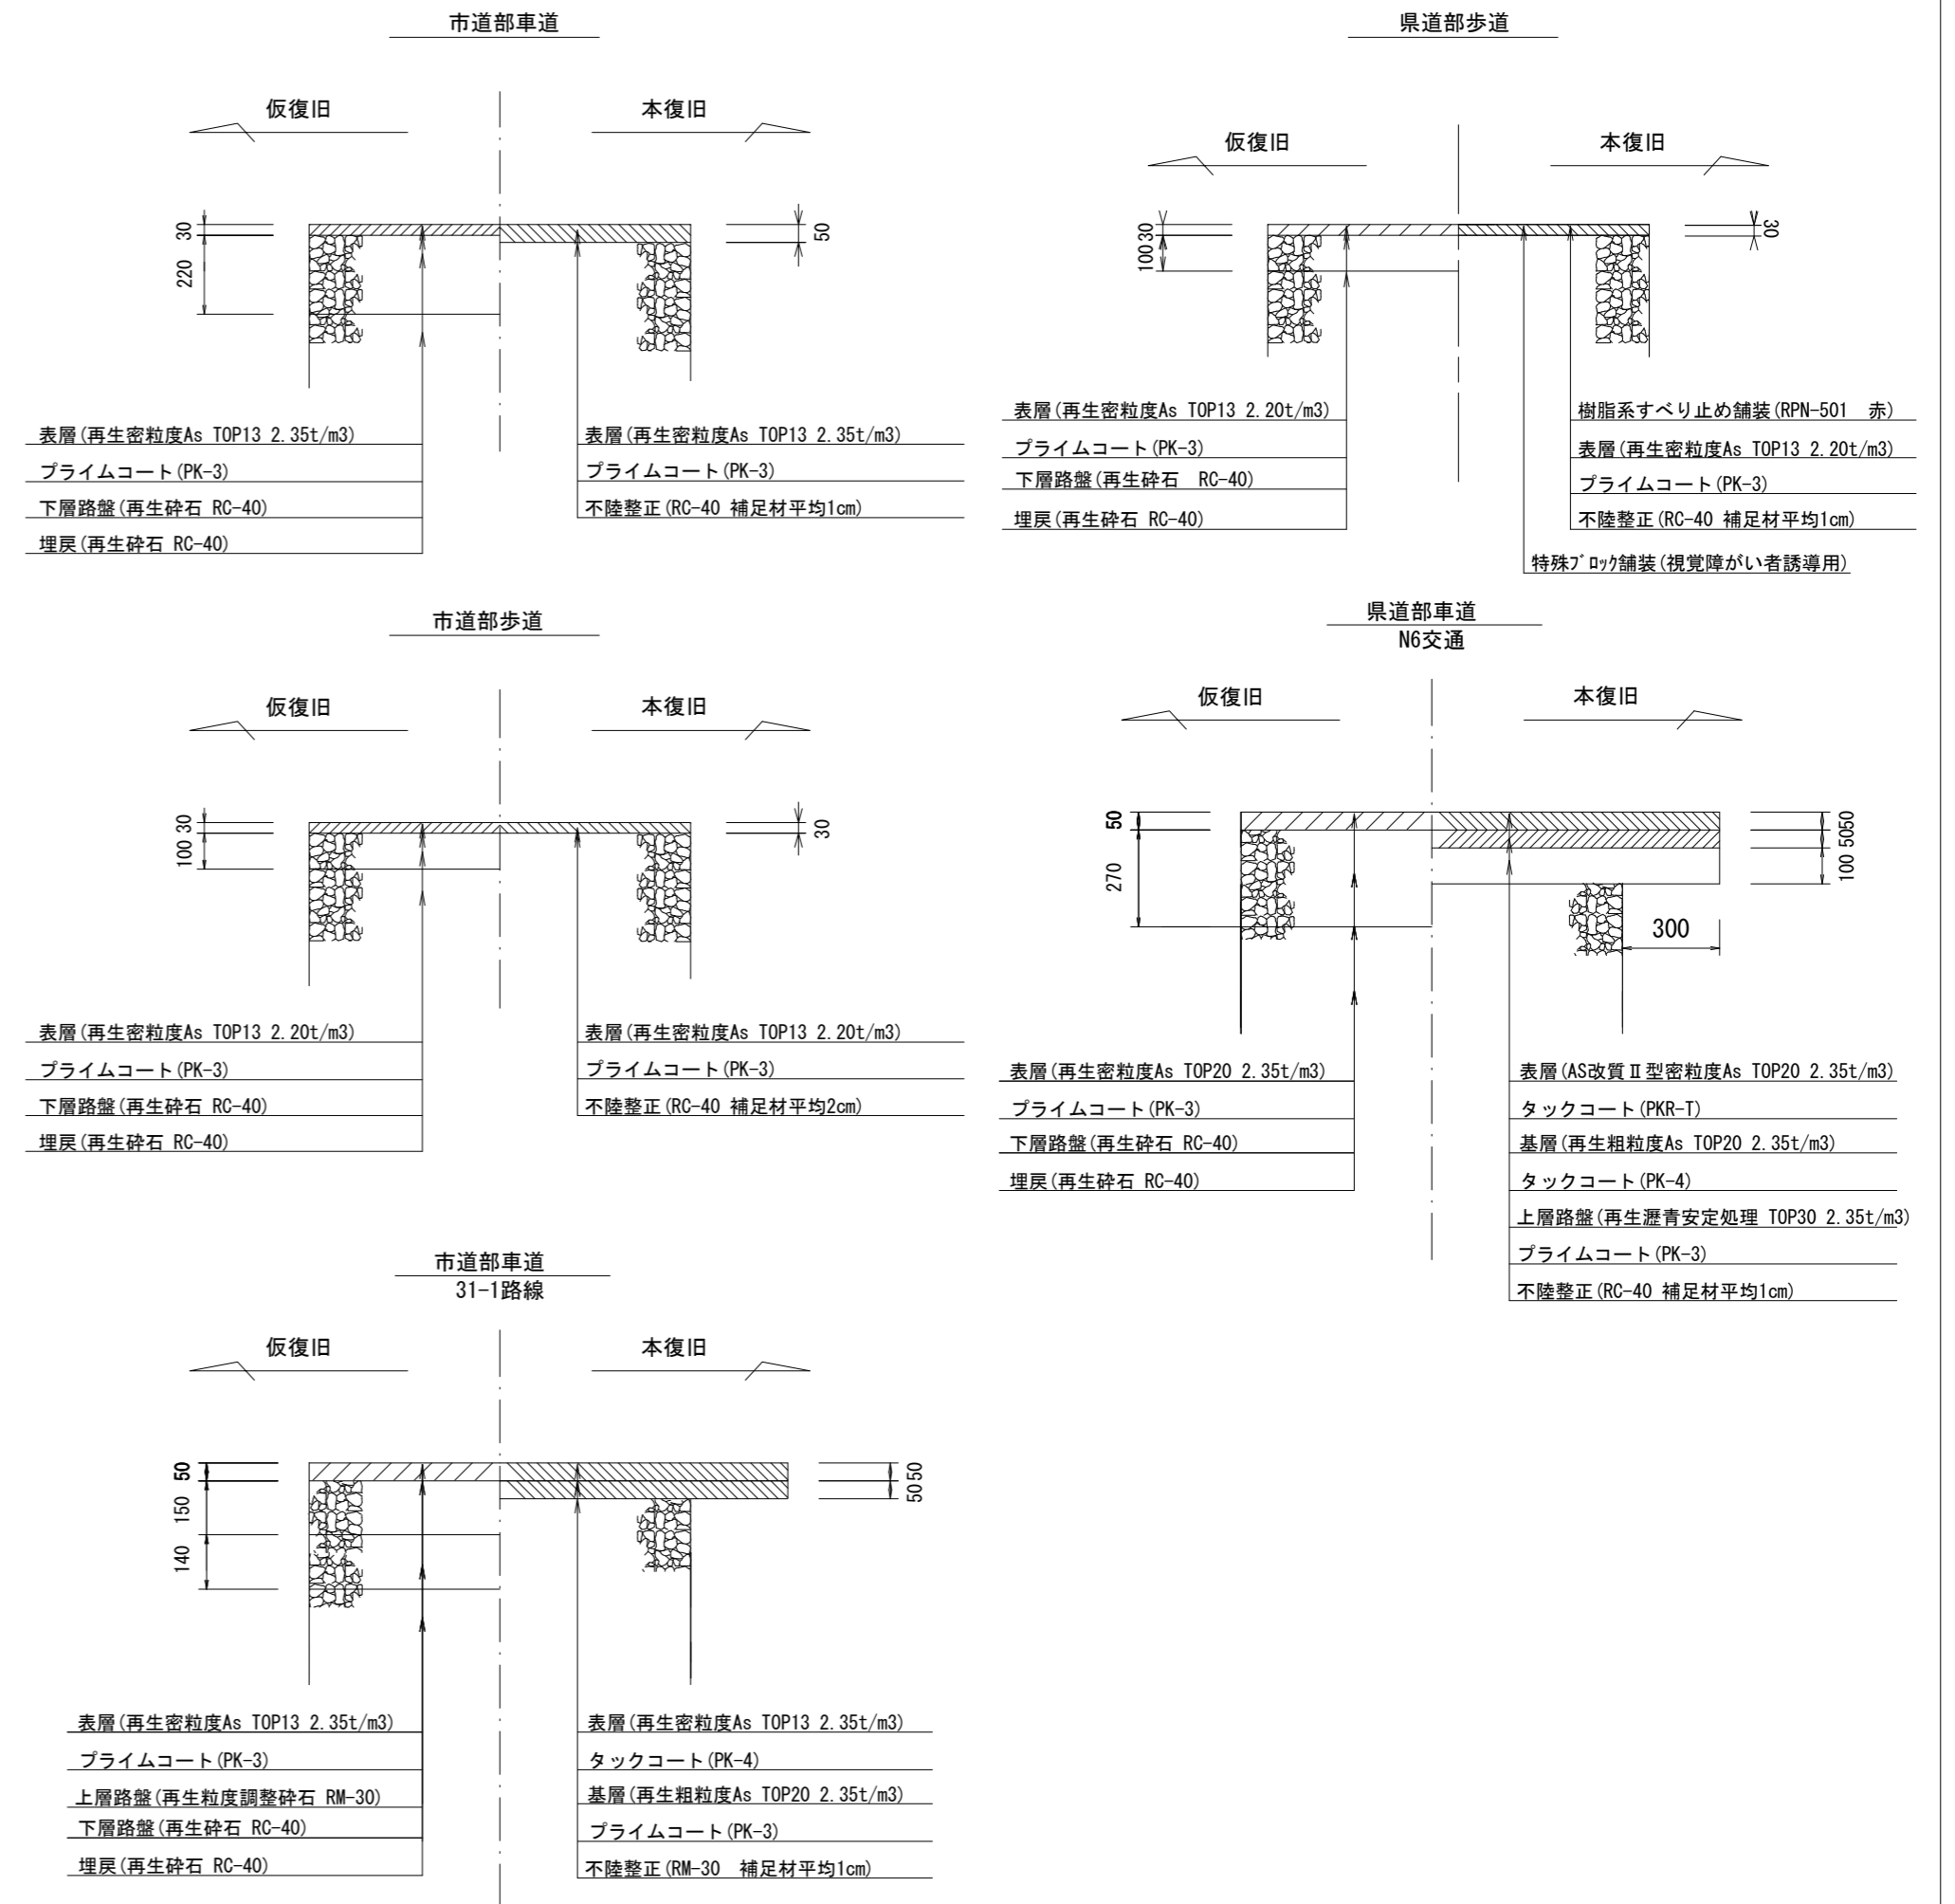 市道部車道
仮復旧
本復旧
30
220
50
表層(再生密粒度As TOP13 2.35t/m3)
プライムコート(PK-3)
下層路盤(再生砕石 RC-40)
埋戻(再生砕石 RC-40)
表層(再生密粒度As TOP13 2.35t/m3)
プライムコート(PK-3)
不陸整正(RC-40 補足材平均1cm)
県道部歩道
仮復旧
本復旧
30
100
30
表層(再生密粒度As TOP13 2.20t/m3)
プライムコート(PK-3)
下層路盤(再生砕石 RC-40)
埋戻(再生砕石 RC-40)
樹脂系すべり止め舗装(RPN-501 赤)
表層(再生密粒度As TOP13 2.20t/m3)
プライムコート(PK-3)
不陸整正(RC-40 補足材平均1cm)
特殊ﾌﾞﾛｯｸ舗装(視覚障がい者誘導用)
市道部歩道
仮復旧
本復旧
30
100
30
表層(再生密粒度As TOP13 2.20t/m3)
プライムコート(PK-3)
下層路盤(再生砕石 RC-40)
埋戻(再生砕石 RC-40)
表層(再生密粒度As TOP13 2.20t/m3)
プライムコート(PK-3)
不陸整正(RC-40 補足材平均2cm)
県道部車道
N6交通
仮復旧
本復旧
50
270
50
50
100
300
表層(再生密粒度As TOP20 2.35t/m3)
プライムコート(PK-3)
下層路盤(再生砕石 RC-40)
埋戻(再生砕石 RC-40)
表層(AS改質Ⅱ型密粒度As TOP20 2.35t/m3)
タックコート(PKR-T)
基層(再生粗粒度As TOP20 2.35t/m3)
タックコート(PK-4)
上層路盤(再生瀝青安定処理 TOP30 2.35t/m3)
プライムコート(PK-3)
不陸整正(RC-40 補足材平均1cm)
市道部車道
31-1路線
仮復旧
本復旧
50
150
140
50
50
表層(再生密粒度As TOP13 2.35t/m3)
プライムコート(PK-3)
上層路盤(再生粒度調整砕石 RM-30)
下層路盤(再生砕石 RC-40)
埋戻(再生砕石 RC-40)
表層(再生密粒度As TOP13 2.35t/m3)
タックコート(PK-4)
基層(再生粗粒度As TOP20 2.35t/m3)
プライムコート(PK-3)
不陸整正(RM-30 補足材平均1cm)